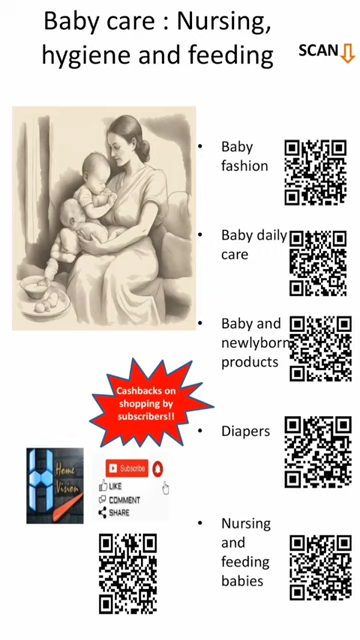 Baby care : Nursing,
hygiene and feeding
SCAN
• Baby
fashion
• Baby daily
care
• Baby and
newlyborn
products
Cashbacks on
shopping by
subscribers!!
• Diapers
Home
Vision
Subscribe
LIKE
COMMENT
SHARE
• Nursing
and
feeding
babies